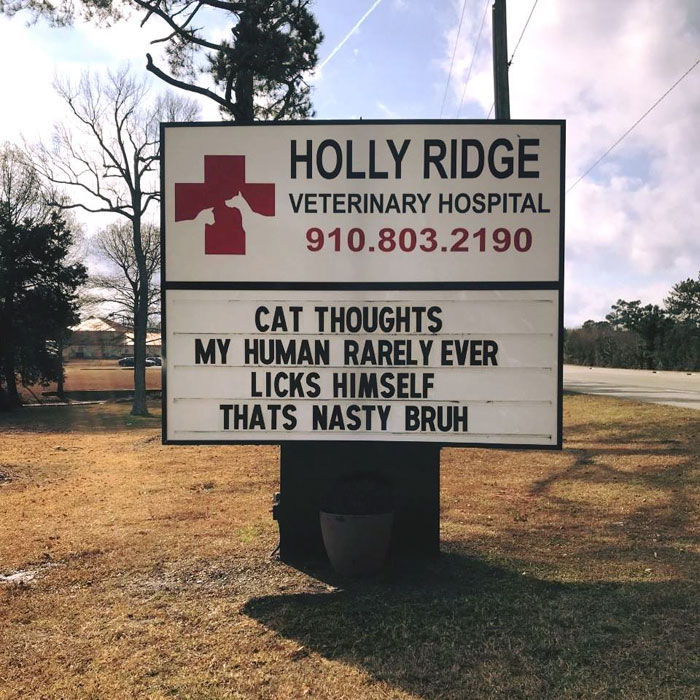 HOLLY RIDGE
VETERINARY HOSPITAL
910.803.2190
CAT THOUGHTS
MY HUMAN RARELY EVER
LICKS HIMSELF
THATS NASTY BRUH